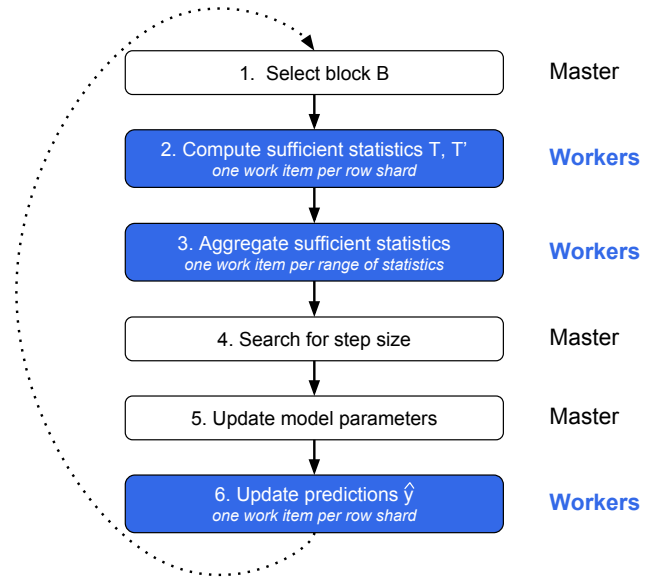 1. Select block B
Master
2. Compute sufficient statistics T, T'
one work item per row shard
Workers
3. Aggregate sufficient statistics
one work item per range of statistics
Workers
4. Search for step size
Master
5. Update model parameters
Master
6. Update predictions ŷ
one work item per row shard
Workers